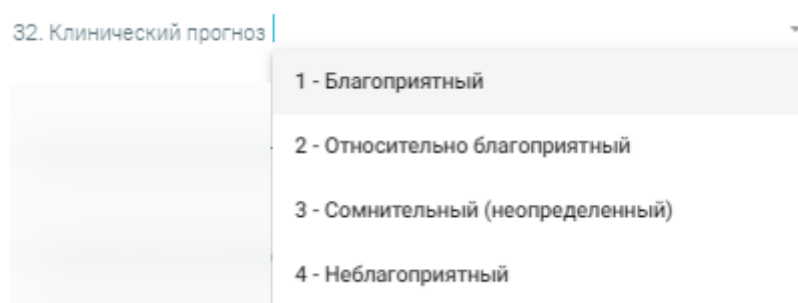 32. Клинический прогноз
1 - Благоприятный
2 - Относительно благоприятный
3 - Сомнительный (неопределенный)
4 - Неблагоприятный